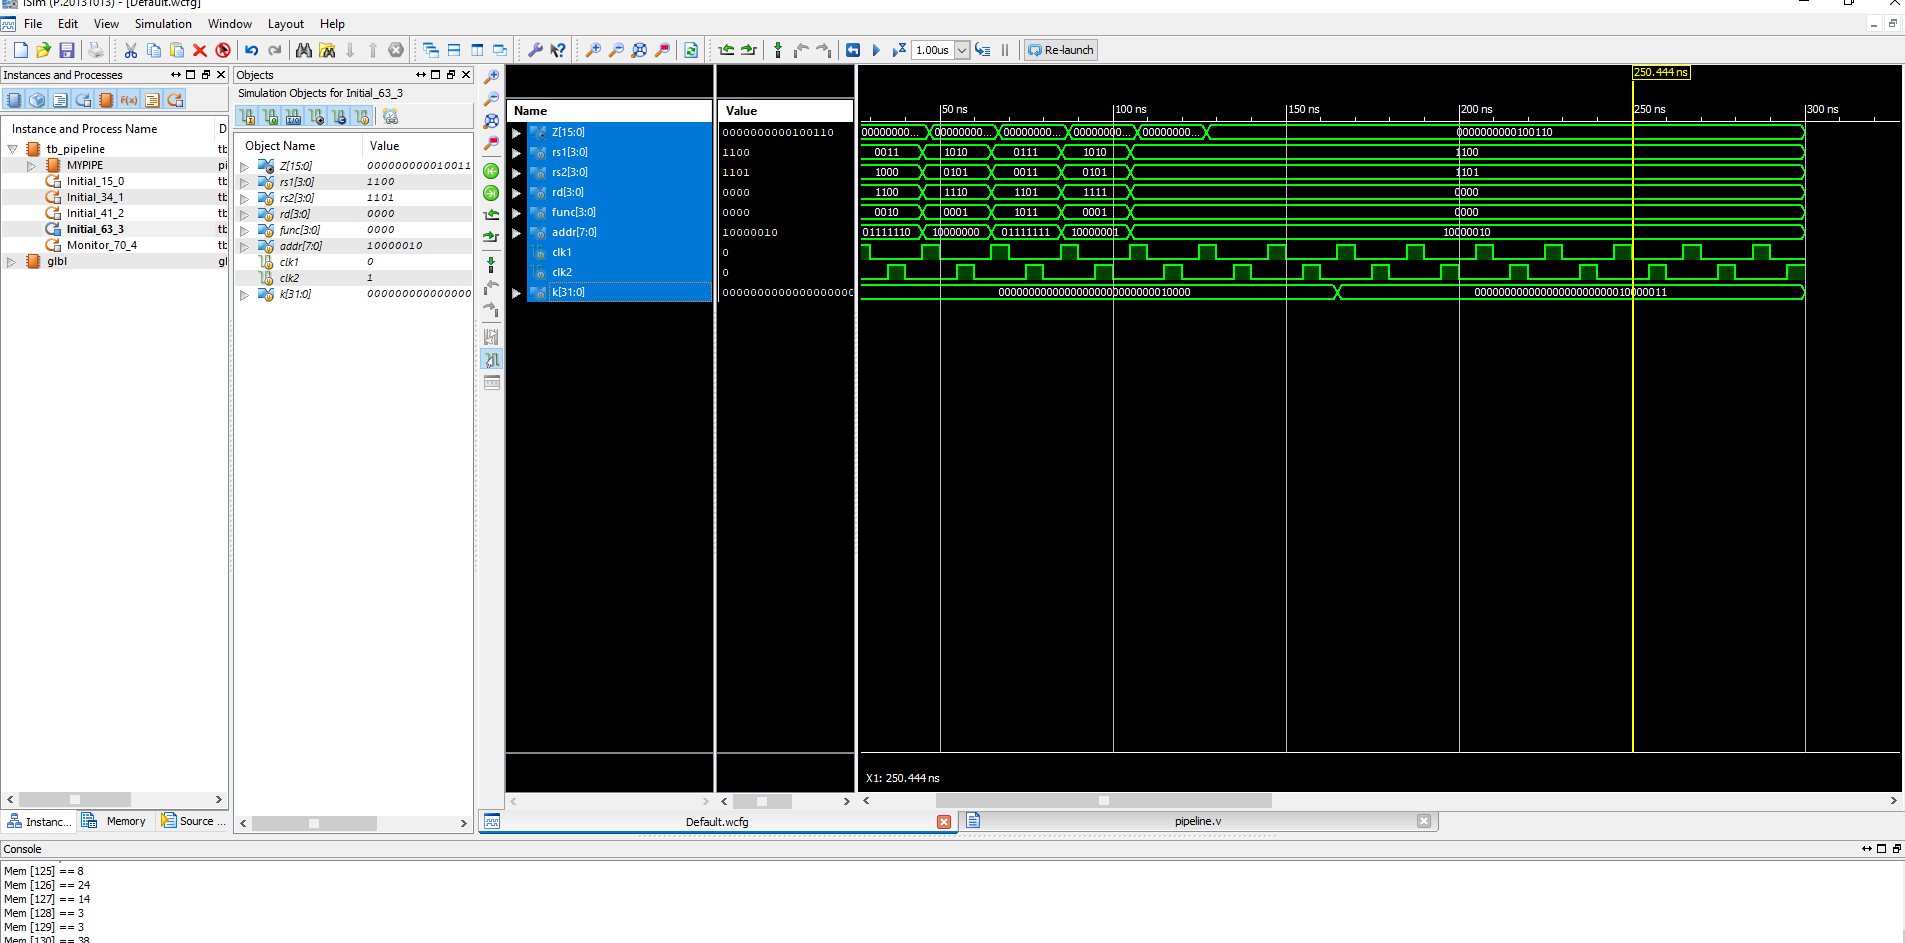 ISim (P.20131013) - [Default.wcfg]
File Edit View Simulation Window Layout Help
1.00us Re-launch
Instances and Processes
Instance and Process Name D
tb_pipeline tb
MYPIPE pi
Initial_15_0 tb
Initial_34_1 tb
Initial_41_2 tb
Initial_63_3 tb
Monitor_70_4 tb
glbl gl
Instanc... Memory Source ...
Objects
Simulation Objects for Initial_63_3
Object Name Value
Z[15:0] 000000000010011
rs1[3:0] 1100
rs2[3:0] 1101
rd[3:0] 0000
func[3:0] 0000
addr[7:0] 10000010
clk1 0
clk2 1
k[31:0] 000000000000000
Name Value
250.444 ns
50 ns 100 ns 150 ns 200 ns 250 ns 300 ns
Z[15:0] 0000000000100110 00000000... 00000000... 00000000... 00000000... 00000000... 0000000000100110
rs1[3:0] 1100 0011 1010 0111 1010 1100
rs2[3:0] 1101 1000 0101 0011 0101 1101
rd[3:0] 0000 1100 1110 1101 1111 0000
func[3:0] 0000 0010 0001 1011 0001 0000
addr[7:0] 10000010 01111110 10000000 01111111 10000001 10000010
clk1 0
clk2 0
k[31:0] 0000000000000000000 00000000000000000000000000010000 00000000000000000000000010000011
X1: 250.444 ns
Default.wcfg pipeline.v
Console
Mem [125] == 8
Mem [126] == 24
Mem [127] == 14
Mem [128] == 3
Mem [129] == 3
Mem [130] == 38